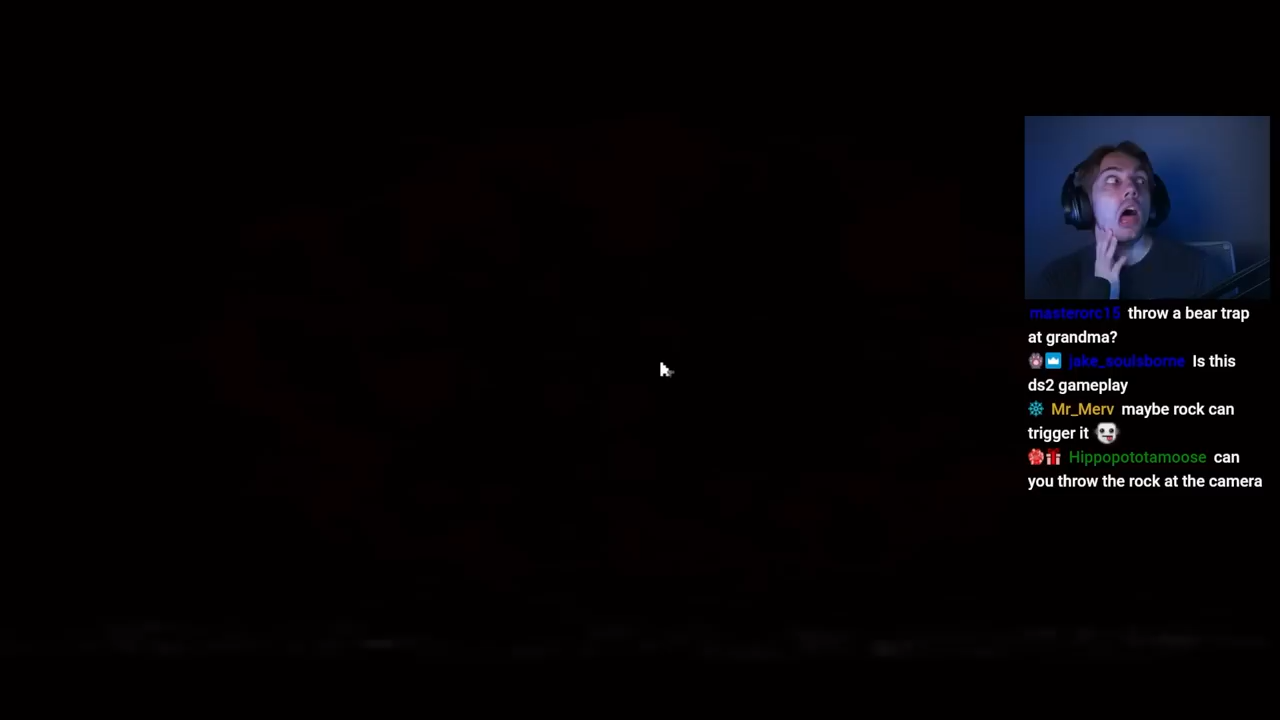 masterorc15 throw a bear trap
at grandma?
jake_soulsborne Is this
ds2 gameplay
Mr_Merv maybe rock can
trigger it
Hippopototamoose can
you throw the rock at the camera